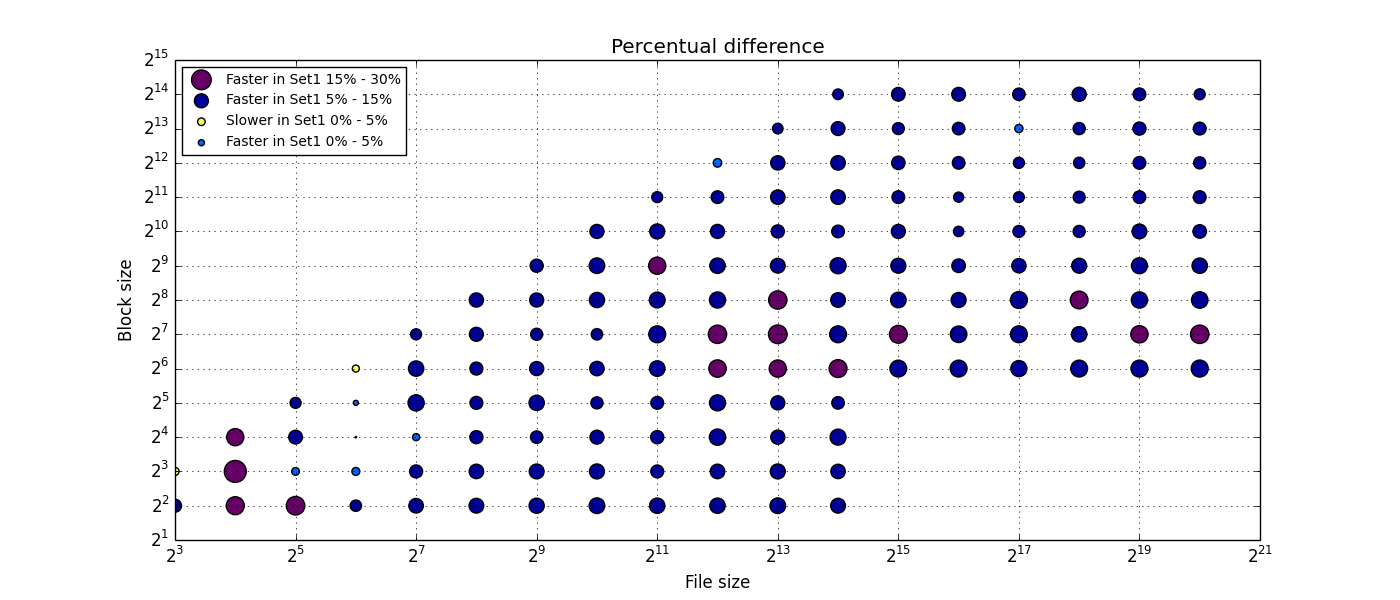 Percentual difference
Faster in Set1 15% - 30%
Faster in Set1 5% - 15%
Slower in Set1 0% - 5%
Faster in Set1 0% - 5%
Block size
2^15
2^14
2^13
2^12
2^11
2^10
2^9
2^8
2^7
2^6
2^5
2^4
2^3
2^2
2^1
2^3 2^5 2^7 2^9 2^11 2^13 2^15 2^17 2^19 2^21
File size